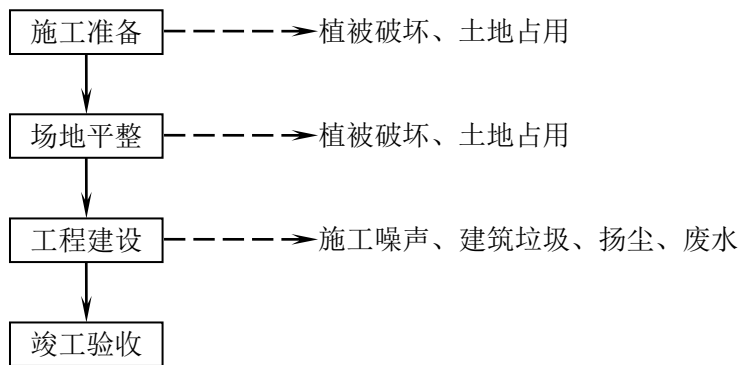 施工准备 植被破坏、土地占用
场地平整 植被破坏、土地占用
工程建设 施工噪声、建筑垃圾、扬尘、废水
竣工验收